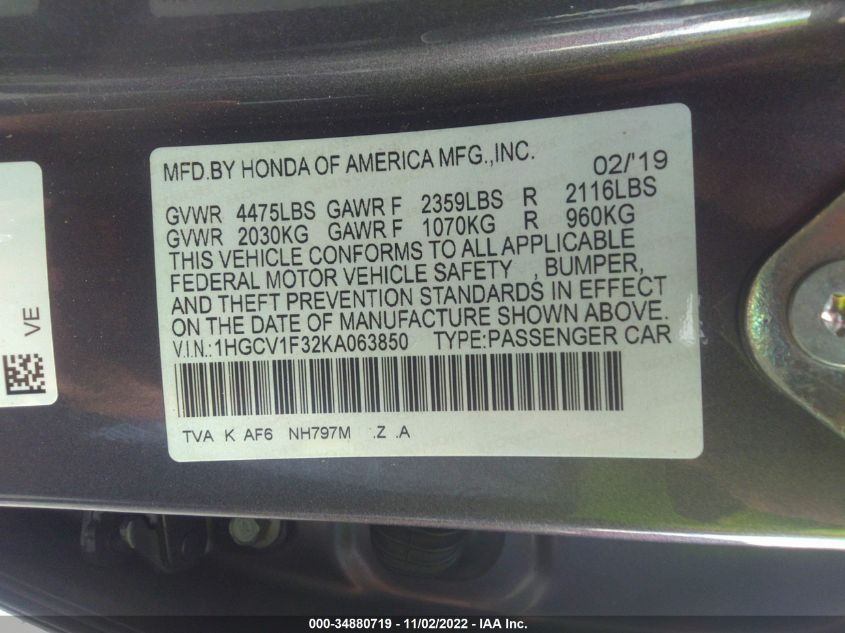 MFD.BY HONDA OF AMERICA MFG.,INC. 02/'19
GVWR 4475LBS GAWR F 2359LBS R 2116LBS
GVWR 2030KG GAWR F 1070KG R 960KG
THIS VEHICLE CONFORMS TO ALL APPLICABLE
FEDERAL MOTOR VEHICLE SAFETY , BUMPER,
AND THEFT PREVENTION STANDARDS IN EFFECT
ON THE DATE OF MANUFACTURE SHOWN ABOVE.
V.I.N.:1HGCV1F32KA063850 TYPE:PASSENGER CAR
TVA K AF6 NH797M .Z .A
VE
000-34880719 - 11/02/2022 - IAA Inc.